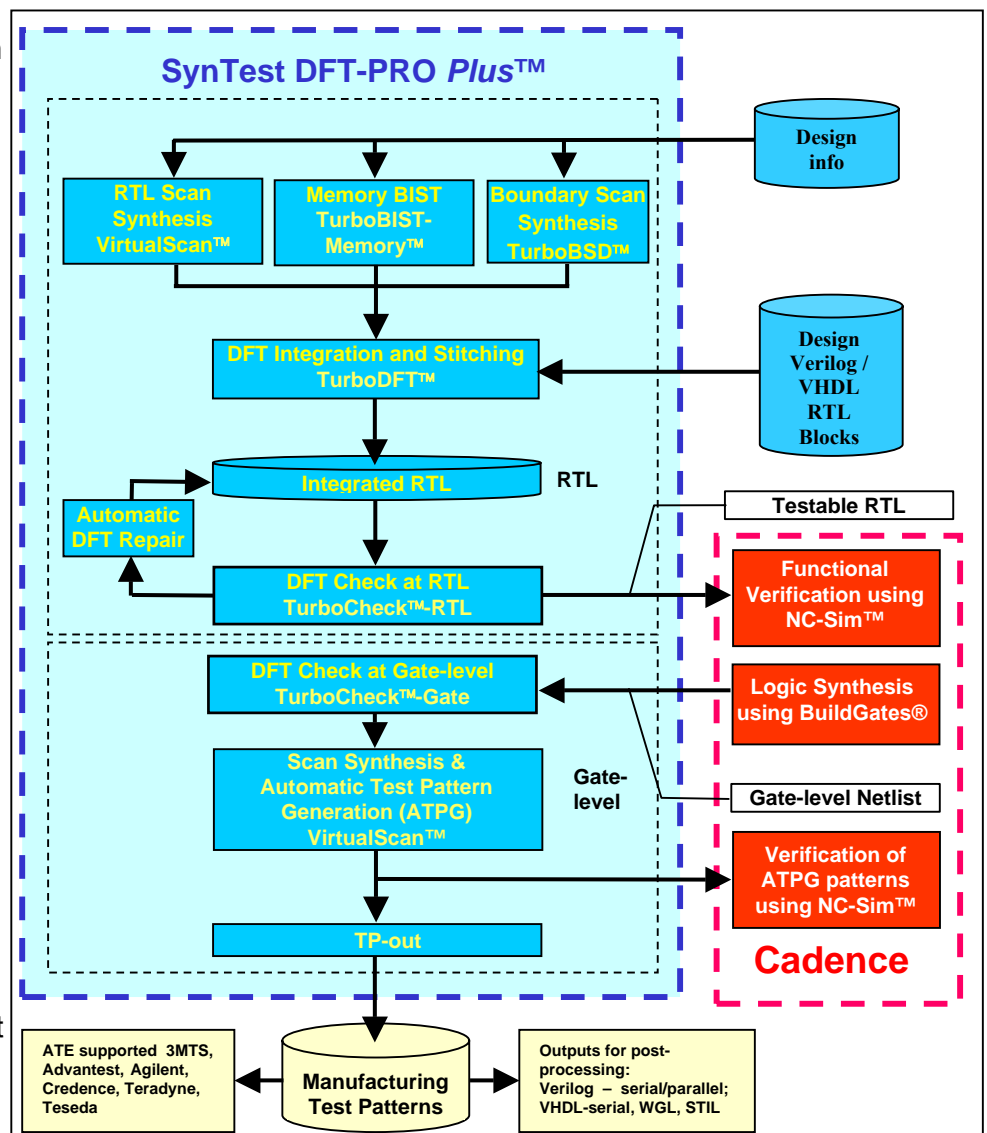 SynTest DFT-PRO Plus™
Design
info
RTL Scan
Synthesis
VirtualScan™
Memory BIST
TurboBIST-
Memory™
Boundary Scan
Synthesis
TurboBSD™
DFT Integration and Stitching
TurboDFT™
Design
Verilog /
VHDL
RTL
Blocks
Integrated RTL
RTL
Automatic
DFT Repair
Testable RTL
DFT Check at RTL
TurboCheck™-RTL
Functional
Verification using
NC-Sim™
DFT Check at Gate-level
TurboCheck™-Gate
Logic Synthesis
using BuildGates®
Scan Synthesis &
Automatic Test Pattern
Generation (ATPG)
VirtualScan™
Gate-
level
Gate-level Netlist
Verification of
ATPG patterns
using NC-Sim™
TP-out
Cadence
ATE supported 3MTS,
Advantest, Agilent,
Credence, Teradyne,
Teseda
Manufacturing
Test Patterns
Outputs for post-
processing:
Verilog – serial/parallel;
VHDL-serial, WGL, STIL